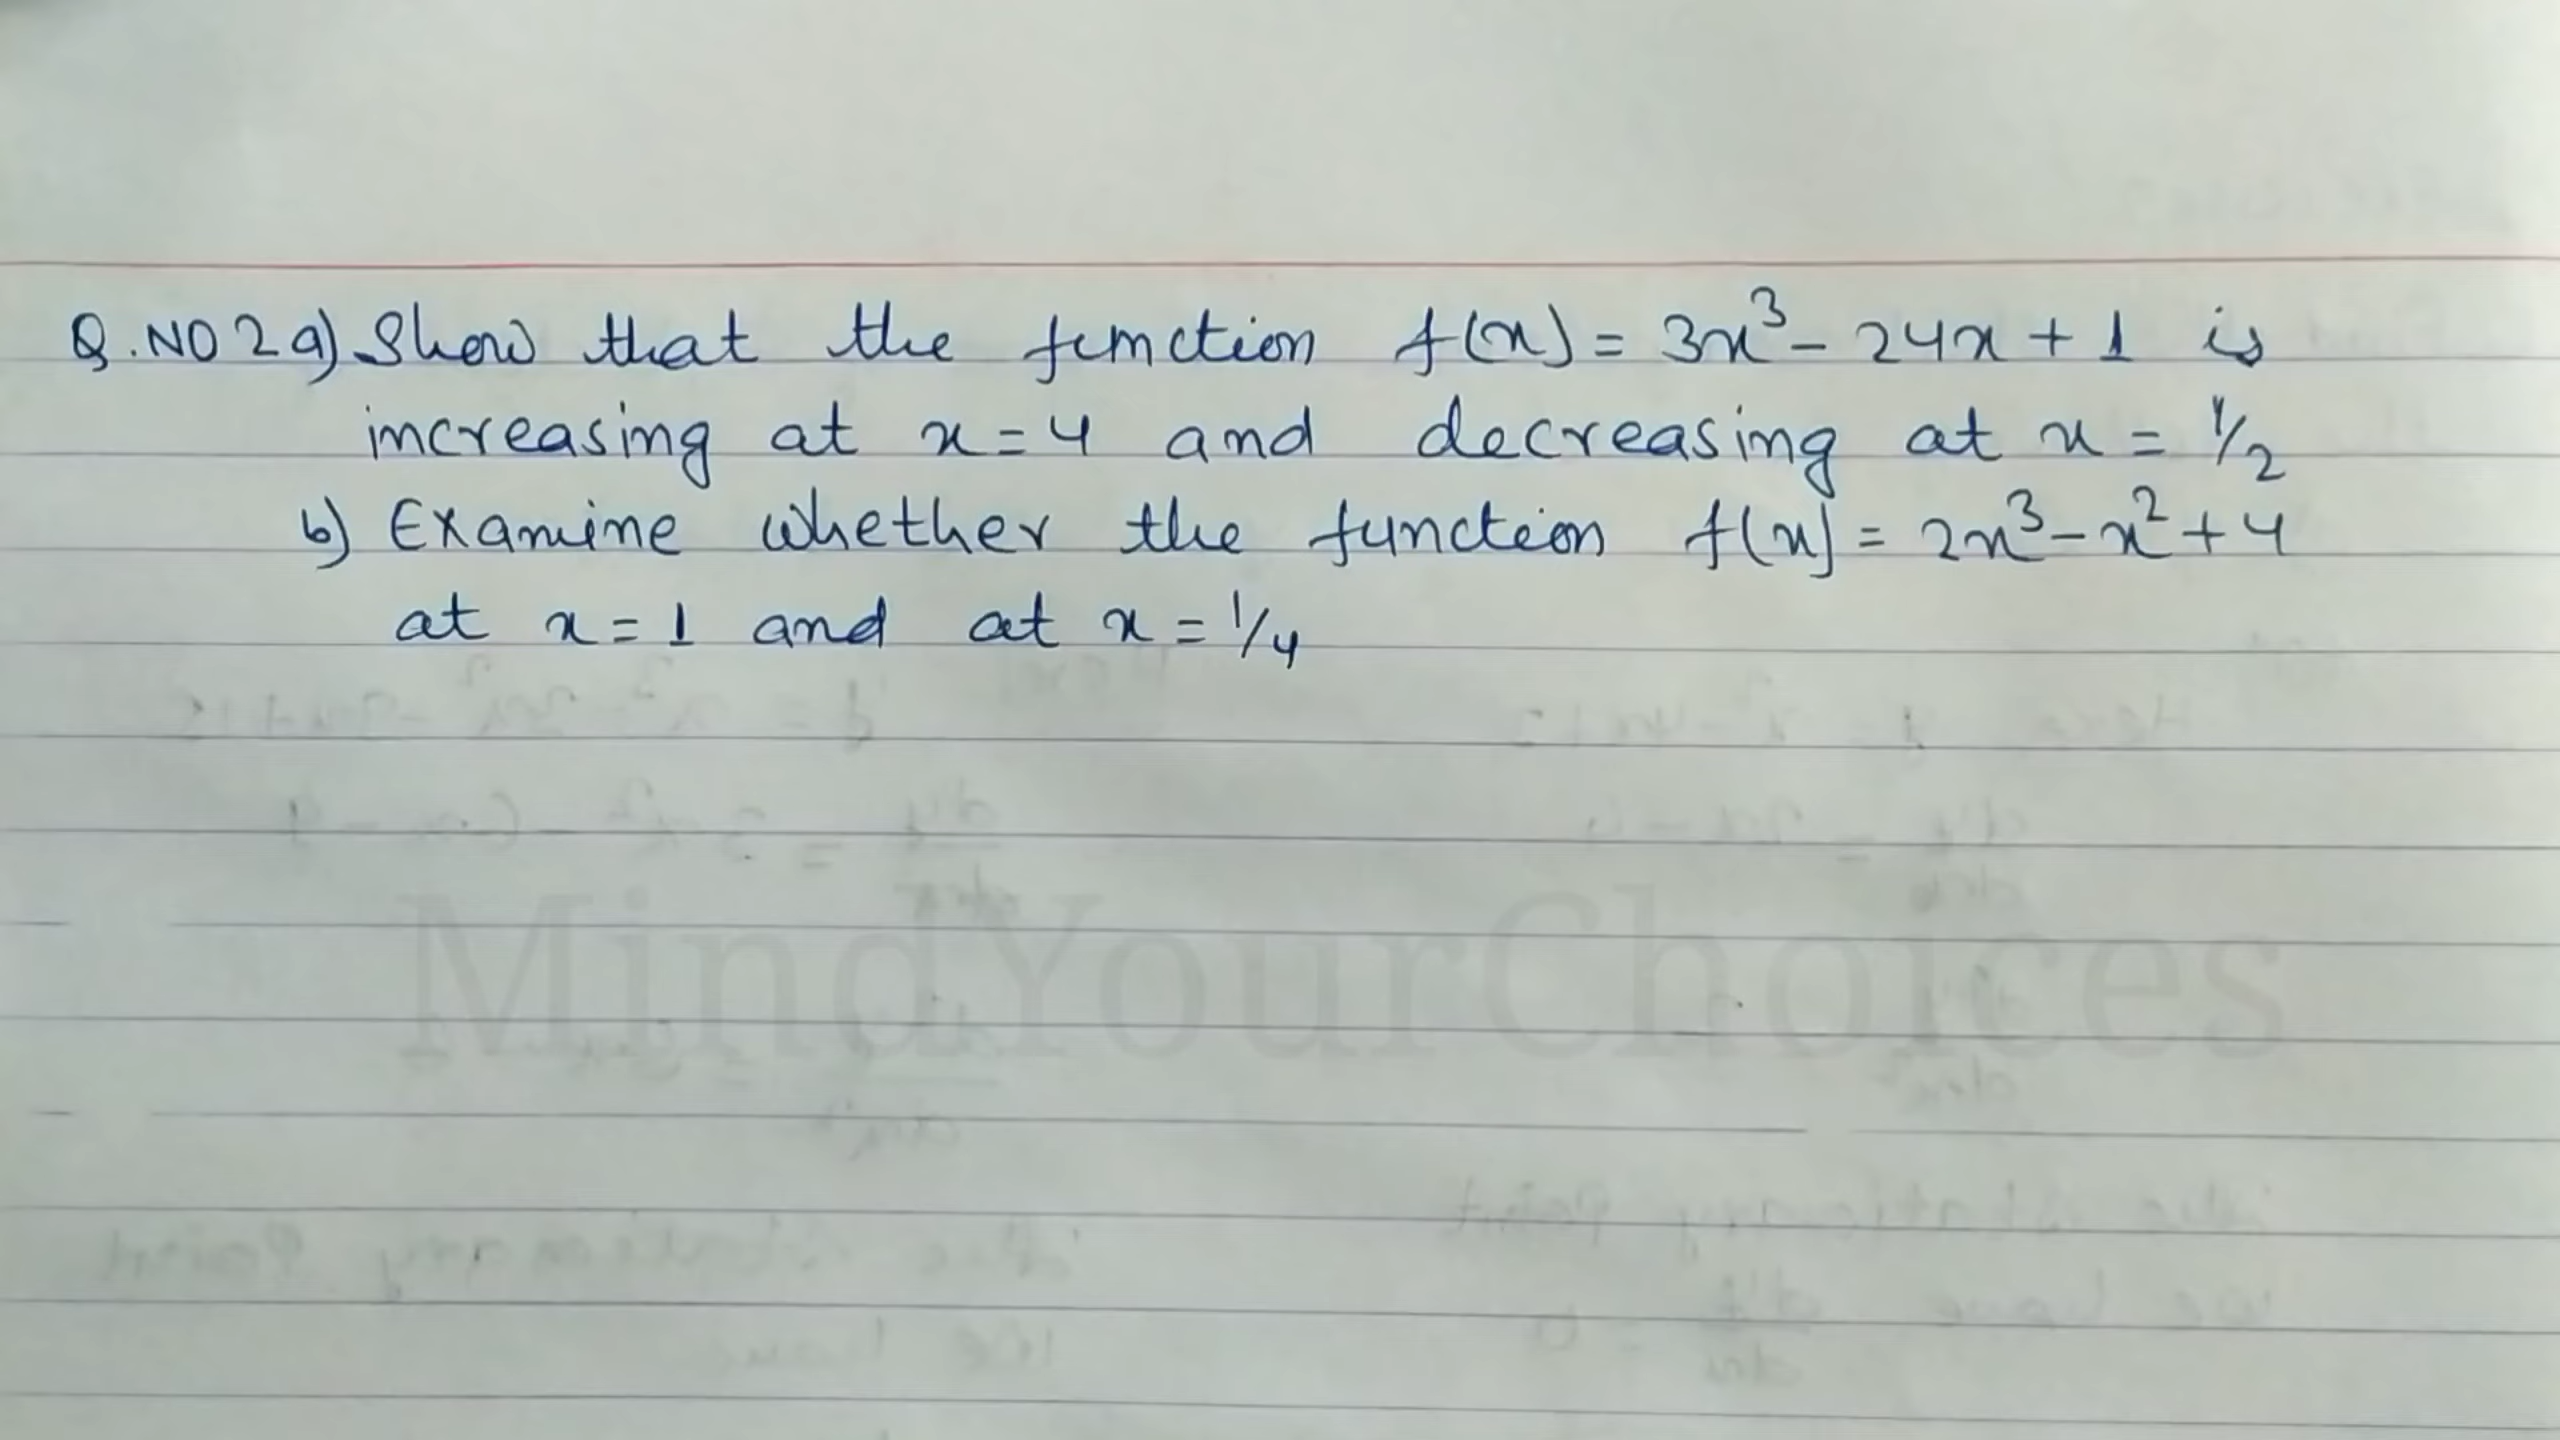 Q.NO 2 a) Show that the function f(x) = 3x³ - 24x + 1 is
increasing at x = 4 and decreasing at x = 1/2
b) Examine whether the function f(x) = 2x³ - x² + 4
at x = 1 and at x = 1/4
MindYourChoices